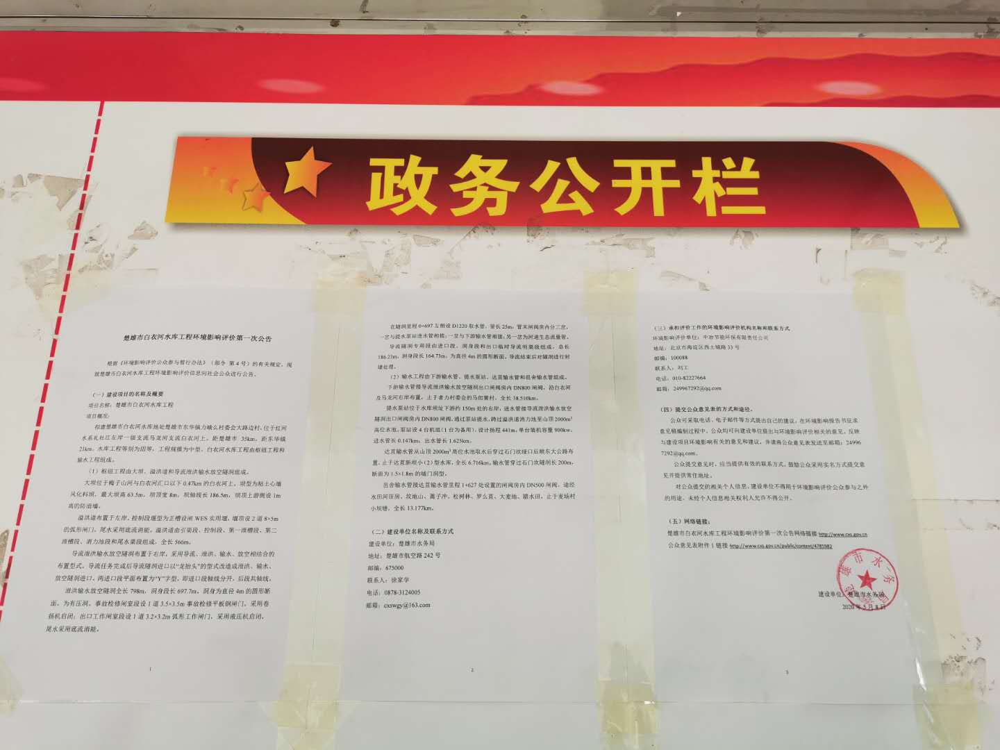 政务公开栏
楚雄市白衣河水库工程环境影响评价第一次公告
根据《环境影响评价公众参与暂行办法》（部令 第4号）的有关规定，现
就楚雄市白衣河水库工程环境影响评价信息向社会公众进行公告。
（一）建设项目的名称及概要
项目名称：楚雄市白衣河水库工程
项目概况：
拟建楚雄市白衣河水库地处楚雄市东华镇力峨么村委会大路边村，位于红河
水系礼社江左岸一级支流马龙河支流白衣河上，距楚雄市 35km，距东华镇
21km。水库工程等别为III等，工程规模为中型。白衣河水库工程由枢纽工程和
输水工程组成。
（1）枢纽工程由大坝、溢洪道和导流泄洪输水放空隧洞组成。
大坝位于梅子山河与白衣河汇口以下 0.47km 的白衣河上，坝型为粘土心墙
风化料坝，最大坝高 63.5m，坝顶宽 8m，坝轴线长 186.5m，坝顶上游侧设 1m
高的防浪墙。
溢洪道布置于左岸，控制段堰型为正槽设闸 WES 实用堰，堰顶设 2 道 8×5m
的弧形闸门，尾水采用底流消能。溢洪道由引渠段、控制段、第一泄槽段、第二
泄槽段、消力池段和尾水渠段组成，全长 566m。
导流泄洪输水放空隧洞布置于右岸，采用导流、泄洪、输水、放空相结合的
布置型式。导流任务完成后导流隧洞进口以“龙抬头”的型式改造成泄洪、输水、
放空隧洞进口。两进口段平面布置为“Y”字型，即进口段轴线分开，后段共轴线。
泄洪输水放空隧洞全长 798m，洞身段长 697.7m，洞身为直径 4m 的圆形断
面，为有压洞。事故检修闸室段设 1 道 3.5×3.5m 事故检修平板钢闸门，采用卷
扬机启闭；出口工作闸室段设 1 道 3.2×3.2m 弧形工作闸门，采用液压机启闭，
尾水采用底流消能。
1
在隧洞里程 0+697 左侧设 D1220 取水管，管长 25m，管末闸阀房内分三岔，
一岔与提水泵站进水管相接；一岔与下游输水管相接；另一岔为河道生态流量管。
导流隧洞专用段由进口段、洞身段和出口临时导流明渠段组成，总长
186.23m，洞身段长 164.73m，为直径 4m 的圆形断面。导流结束后对隧洞进行封
堵处理。
（2）输水工程由下游输水管、提水泵站、达苴输水管和邑舍输水管组成。
下游输水管接导流泄洪输水放空隧洞出口闸阀房内 DN800 闸阀，沿白衣河
及马龙河右岸布置，止于者力村委会的马郎箐村，全长 38.510km。
提水泵站位于水库坝址下游约 150m 处的右岸，进水管接导流泄洪输水放空
隧洞出口闸阀房内 DN800 闸阀，通过泵站提水，跨过溢洪道消力池至山顶 2000m³
高位水池，泵站设 4 台机组（1 台为备用），设计扬程 441m，单台装机容量 900kw，
进水管长 0.147km，出水管长 1.625km。
达苴输水管从山顶 2000m³高位水池取水后穿过石门坎垭口后顺东大公路布
置，止于达苴新坝小（2）型水库，全长 6.716km，输水管穿过石门坎隧洞长 200m，
断面为 1.5×1.8m 的城门洞型。
邑舍输水管接达苴输水管里程 1+627 处设置的闸阀房内 DN500 闸阀，途经
水田河田房、坟地山、蒿子冲、松树林、罗么苴、大麦地、腊水田，止于麦场村
小坝塘，全长 13.177km。
（二）建设单位名称及联系方式
建设单位：楚雄市水务局
地址：楚雄市航空路 242 号
邮编：675000
联系人：徐家学
电话：0878-3124005
邮箱：cxswgy@163.com
2
（三）承担评价工作的环境影响评价机构名称和联系方式
环境影响评价单位：中冶节能环保有限责任公司
地址：北京市海淀区西土城路 33 号
邮编：100088
联系人：刘工
电话：010-82227664
邮箱：249967292@qq.com
（四）提交公众意见表的方式和途径。
公众可采取电话、电子邮件等方式提出自己的建议，在环境影响报告书征求
意见稿编制过程中，公众均可向建设单位提出与环境影响评价相关的意见。反映
与建设项目环境影响有关的意见和建议，并请将公众意见表发送至邮箱：24996
7292@qq.com。
公众提交意见时，应当提供有效的联系方式，鼓励公众采用实名方式提交意
见并提供常住地址。
对公众提交的相关个人信息，建设单位不得用于环境影响评价公众参与之外
的用途，未经个人信息相关权利人允许不得公开。
（五）网络链接：
楚雄市白衣河水库工程环境影响评价第一次公告网络链接 http://www.cxs.gov.cn
公众意见表附件 1 链接 http://www.cxs.gov.cn/public/content/4785982
楚雄市水务局
建设单位：楚雄市水务局
2020 年 5 月 8 日
3